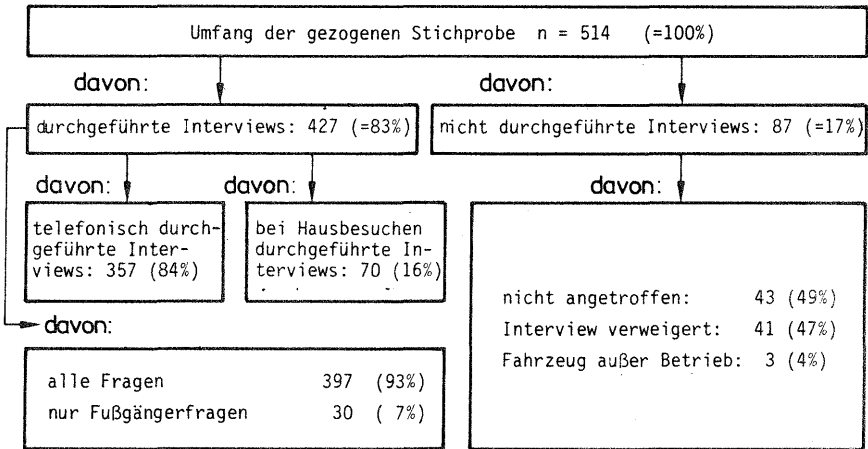 Umfang der gezogenen Stichprobe n = 514 (=100%)
davon:
davon:
durchgeführte Interviews: 427 (=83%)
nicht durchgeführte Interviews: 87 (=17%)
davon:
davon:
davon:
telefonisch durch-
geführte Inter-
views: 357 (84%)
bei Hausbesuchen
durchgeführte In-
terviews: 70 (16%)
nicht angetroffen: 43 (49%)
Interview verweigert: 41 (47%)
Fahrzeug außer Betrieb: 3 (4%)
davon:
alle Fragen 397 (93%)
nur Fußgängerfragen 30 ( 7%)